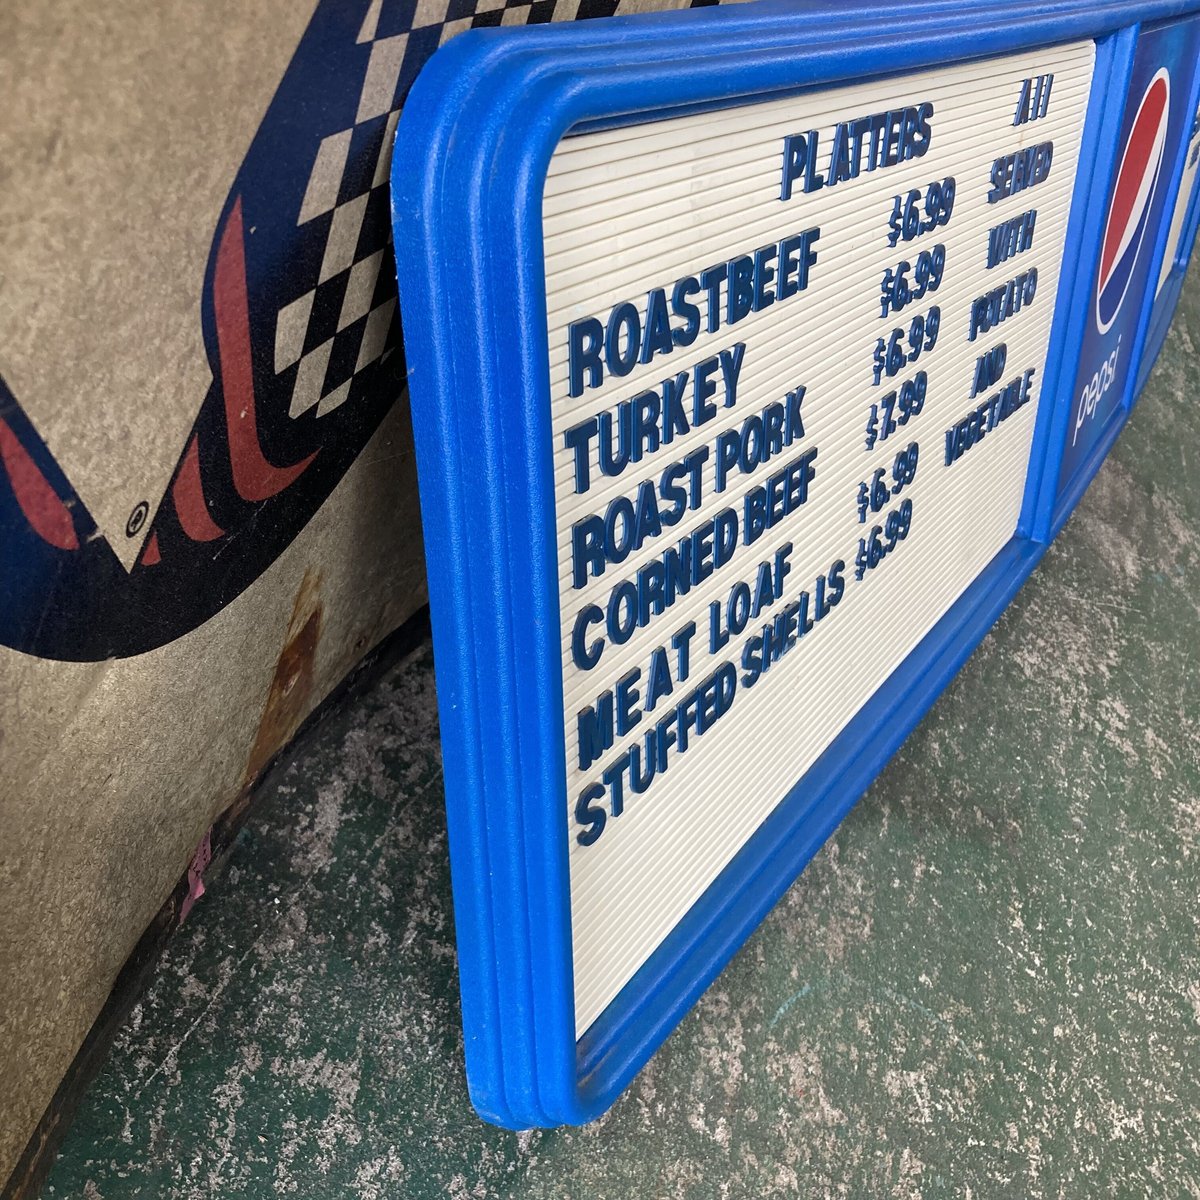 PLATTERS
ROASTBEEF $6.99
TURKEY $6.99
ROAST PORK $6.99
CORNED BEEF $7.99
MEAT LOAF $6.99
STUFFED SHELLS $6.99
All
SERVED
WITH
POTATO
AND
VEGETABLE
pepsi
®